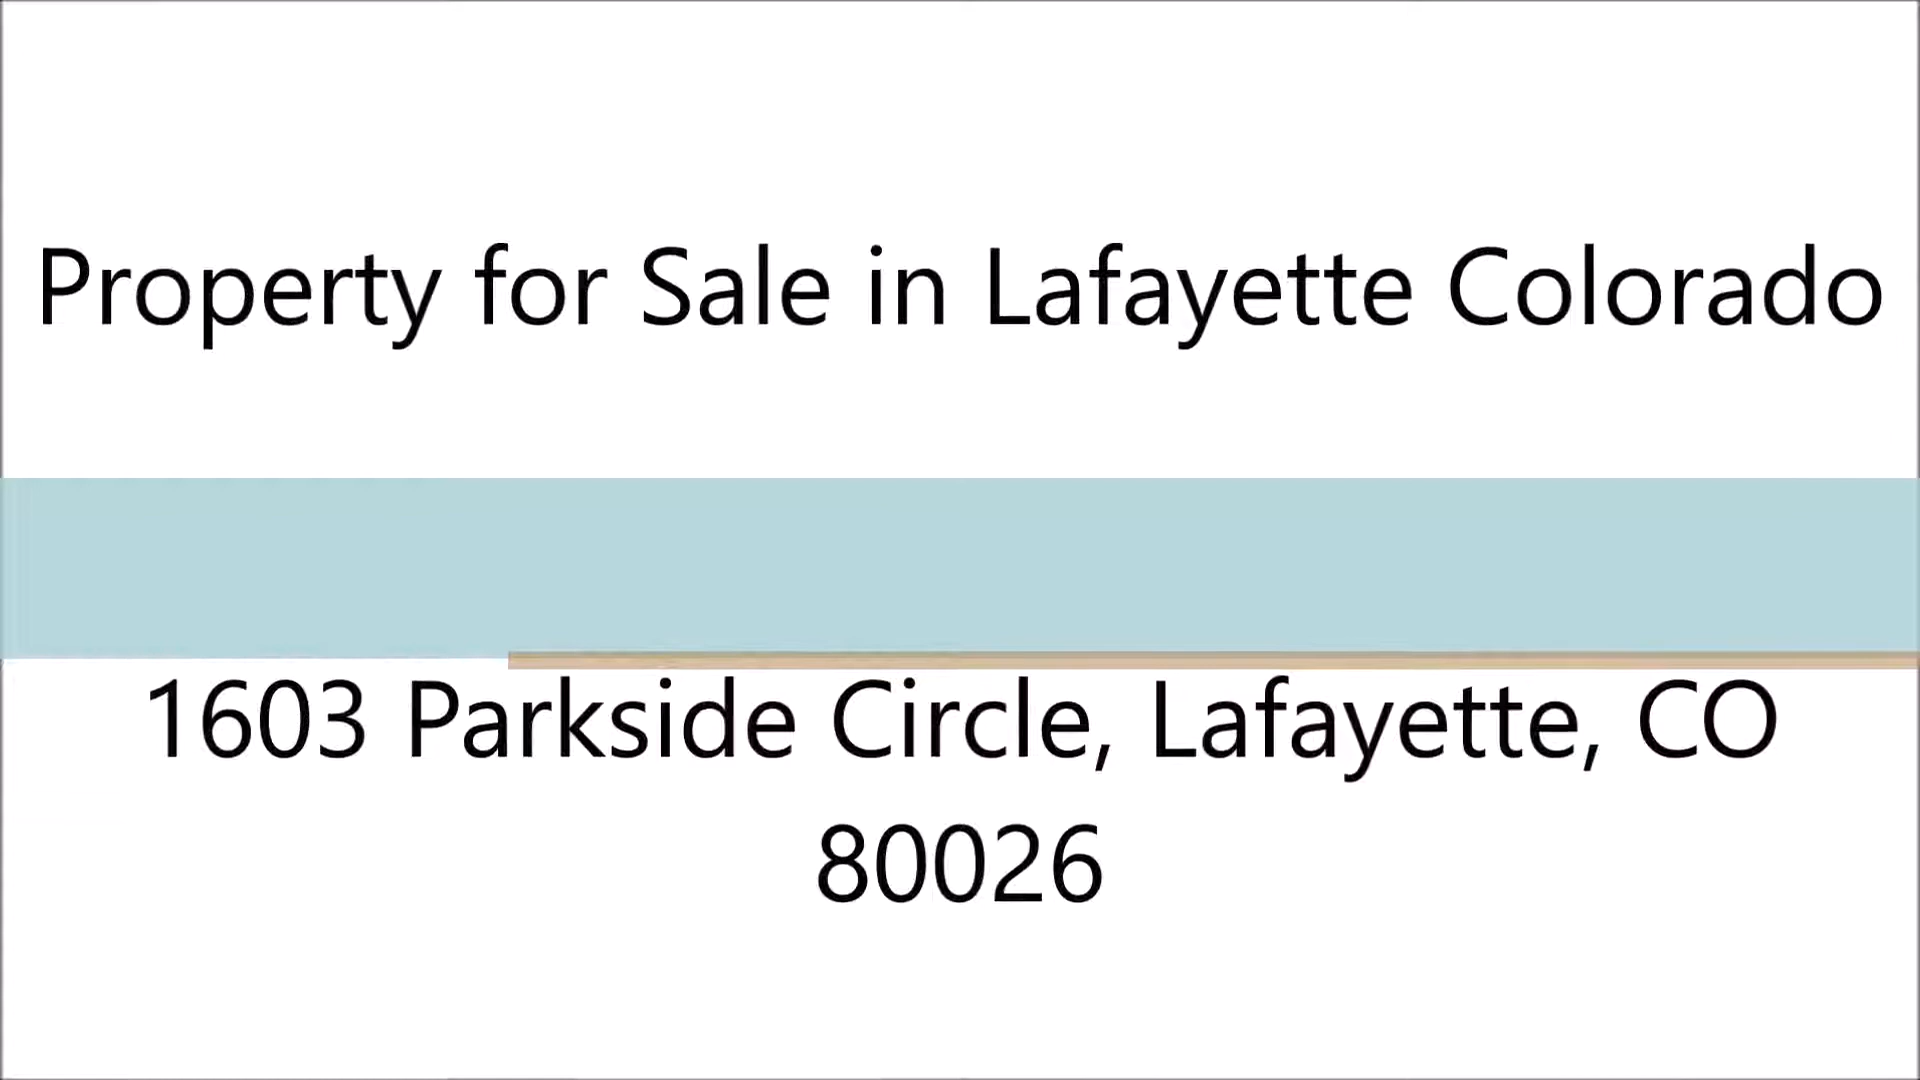 Property for Sale in Lafayette Colorado
1603 Parkside Circle, Lafayette, CO
80026